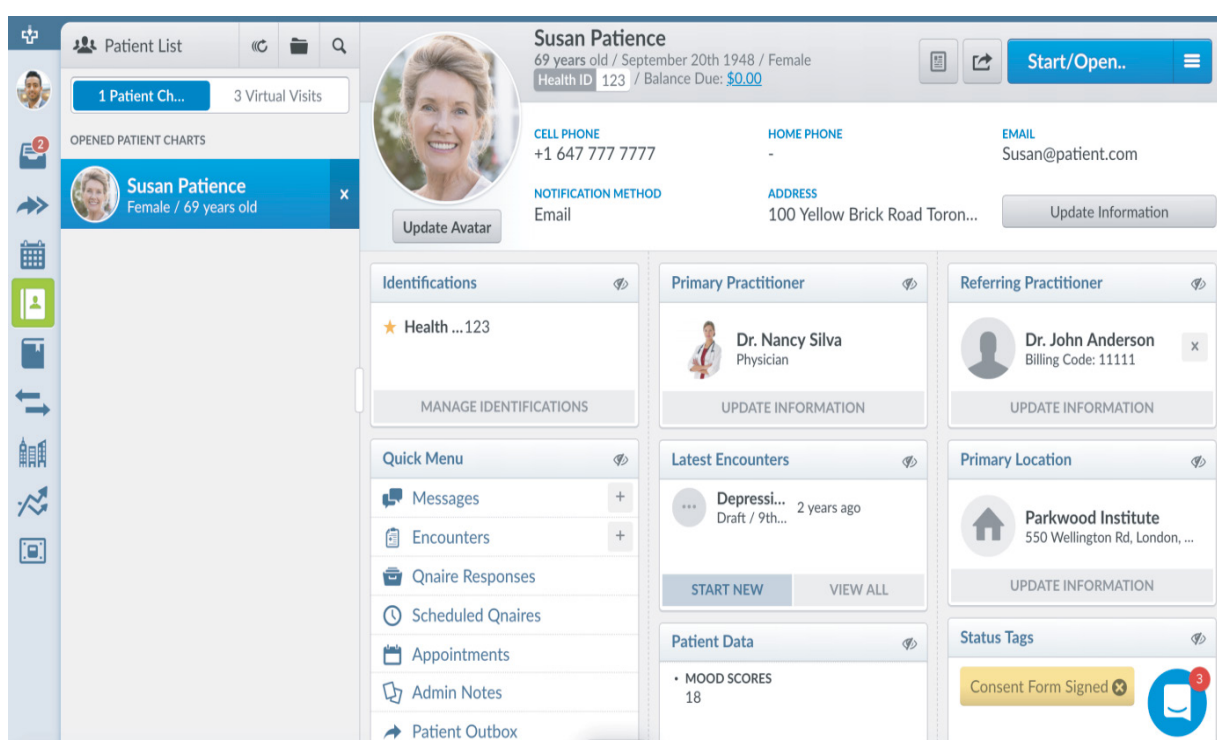 Patient List
1 Patient Ch...
3 Virtual Visits
OPENED PATIENT CHARTS
Susan Patience
Female / 69 years old
x
2
Susan Patience
69 years old / September 20th 1948 / Female
Health ID 123 / Balance Due: $0.00
Start/Open..
CELL PHONE
+1 647 777 7777
HOME PHONE
-
EMAIL
Susan@patient.com
NOTIFICATION METHOD
Email
ADDRESS
100 Yellow Brick Road Toron...
Update Information
Update Avatar
Identifications
Health ...123
MANAGE IDENTIFICATIONS
Primary Practitioner
Dr. Nancy Silva
Physician
UPDATE INFORMATION
Referring Practitioner
Dr. John Anderson
Billing Code: 11111
x
UPDATE INFORMATION
Quick Menu
Messages +
Encounters +
Qnaire Responses
Scheduled Qnaires
Appointments
Admin Notes
Patient Outbox
Latest Encounters
Depressi...
Draft / 9th...
2 years ago
START NEW
VIEW ALL
Primary Location
Parkwood Institute
550 Wellington Rd, London, ...
UPDATE INFORMATION
Patient Data
• MOOD SCORES
18
Status Tags
Consent Form Signed
3